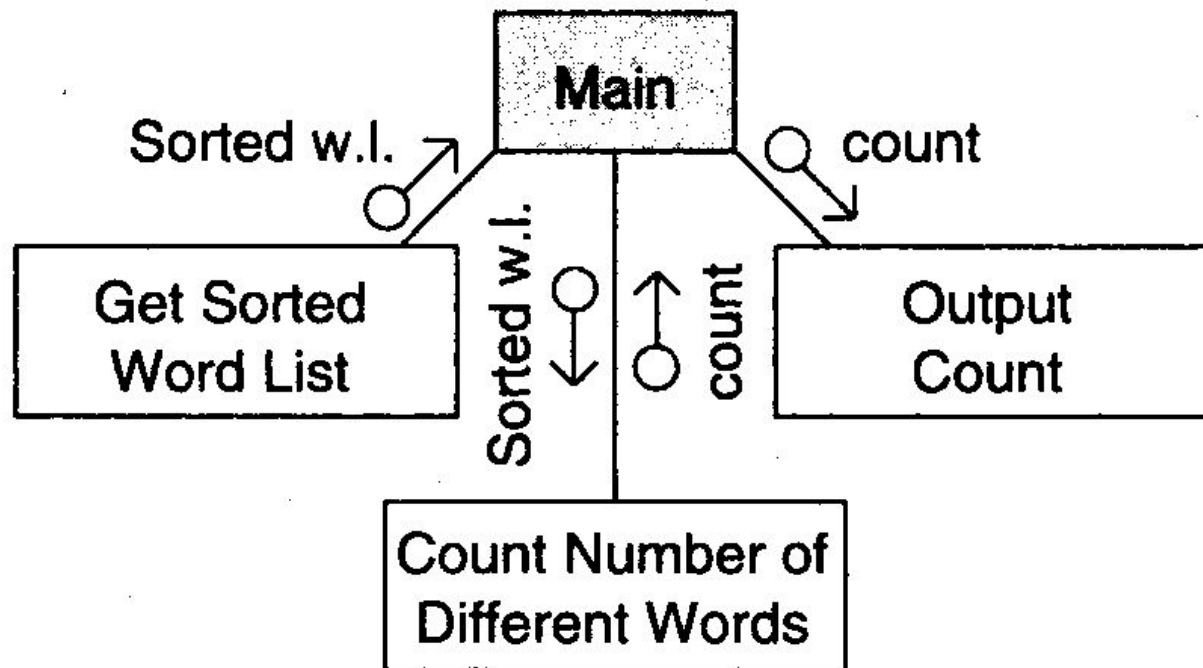 Main
Sorted w.l.
count
Get Sorted
Word List
Sorted w.l.
count
Output
Count
Count Number of
Different Words